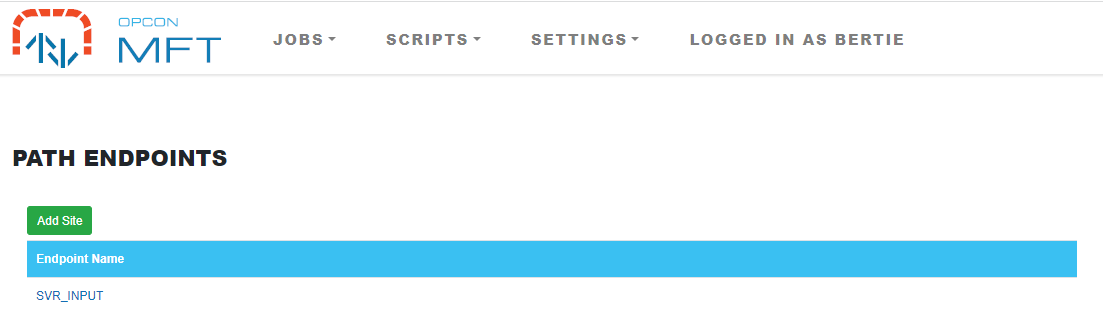 OPCON
MFT
JOBS SCRIPTS SETTINGS LOGGED IN AS BERTIE
PATH ENDPOINTS
Add Site
Endpoint Name
SVR_INPUT